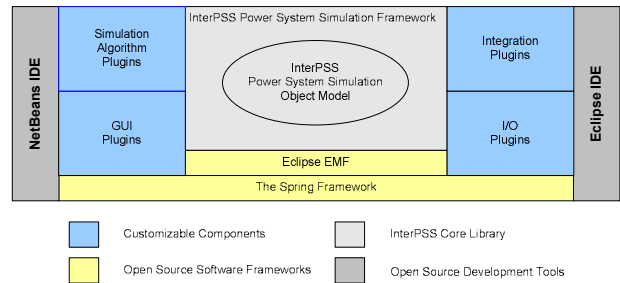 InterPSS Power System Simulation Framework
NetBeans IDE
Simulation
Algorithm
Plugins
GUI
Plugins
InterPSS
Power System Simulation
Object Model
Integration
Plugins
I/O
Plugins
Eclipse IDE
Eclipse EMF
The Spring Framework
Customizable Components
InterPSS Core Library
Open Source Software Frameworks
Open Source Development Tools